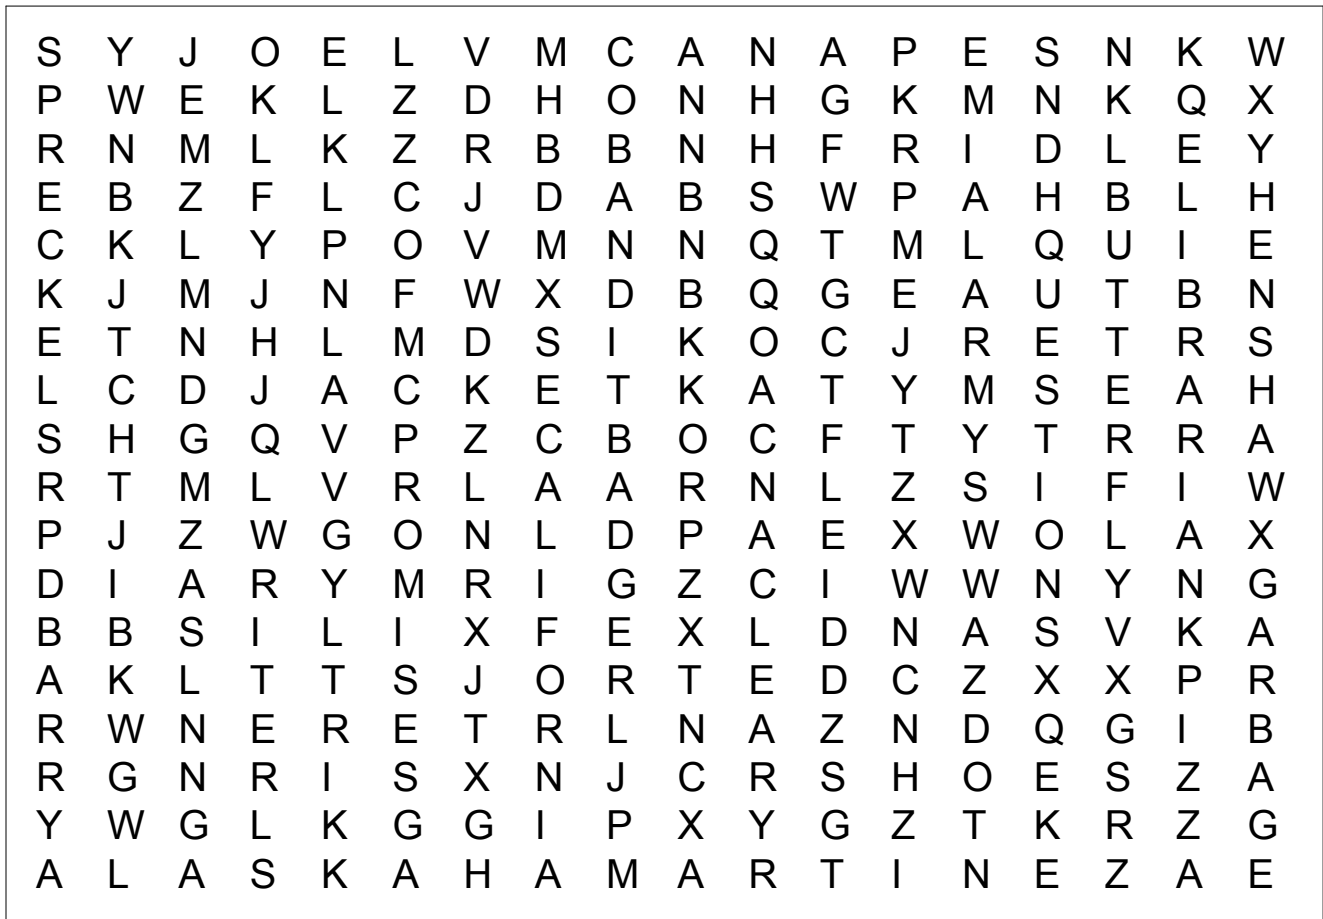 S Y J O E L V M C A N A P E S N K W
P W E K L Z D H O N H G K M N K Q X
R N M L K Z R B B N H F R I D L E Y
E B Z F L C J D A B S W P A H B L H
C K L Y P O V M N N Q T M L Q U I E
K J M J N F W X D B Q G E A U T B N
E T N H L M D S I K O C J R E T R S
L C D J A C K E T K A T Y M S E A H
S H G Q V P Z C B O C F T Y T R R A
R T M L V R L A A R N L Z S I F I W
P J Z W G O N L D P A E X W O L A X
D I A R Y M R I G Z C I W W N Y N G
B B S I L I X F E X L D N A S V K A
A K L T T S J O R T E D C Z X X P R
R W N E R E T R L N A Z N D Q G I B
R G N R I S X N J C R S H O E S Z A
Y W G L K G G I P X Y G Z T K R Z G
A L A S K A H A M A R T I N E Z A E